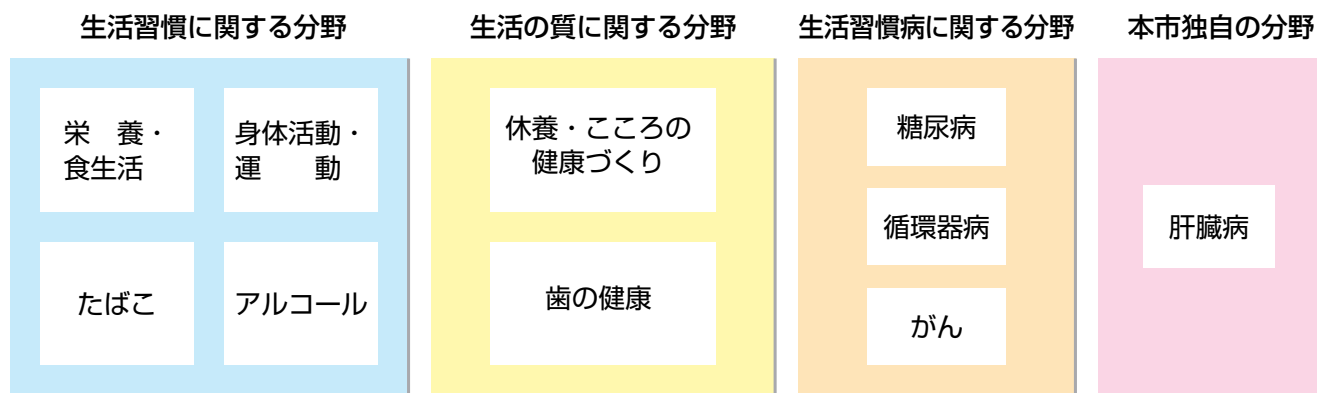 生活習慣に関する分野
栄　養・
食生活
身体活動・
運　　動
たばこ
アルコール
生活の質に関する分野
休養・こころの
健康づくり
歯の健康
生活習慣病に関する分野
糖尿病
循環器病
がん
本市独自の分野
肝臓病